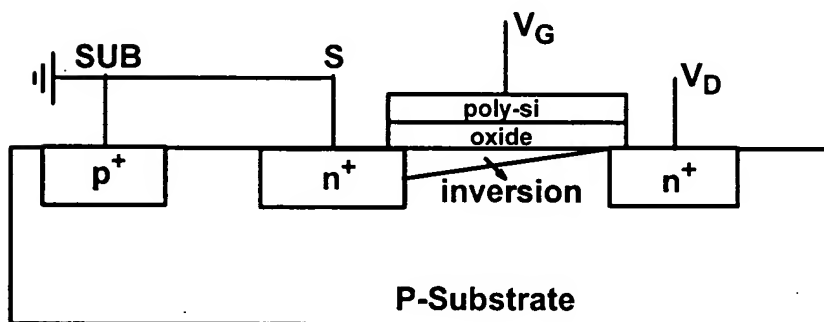 SUB
S
V_G
V_D
poly-si
oxide
p+
n+
inversion
n+
P-Substrate